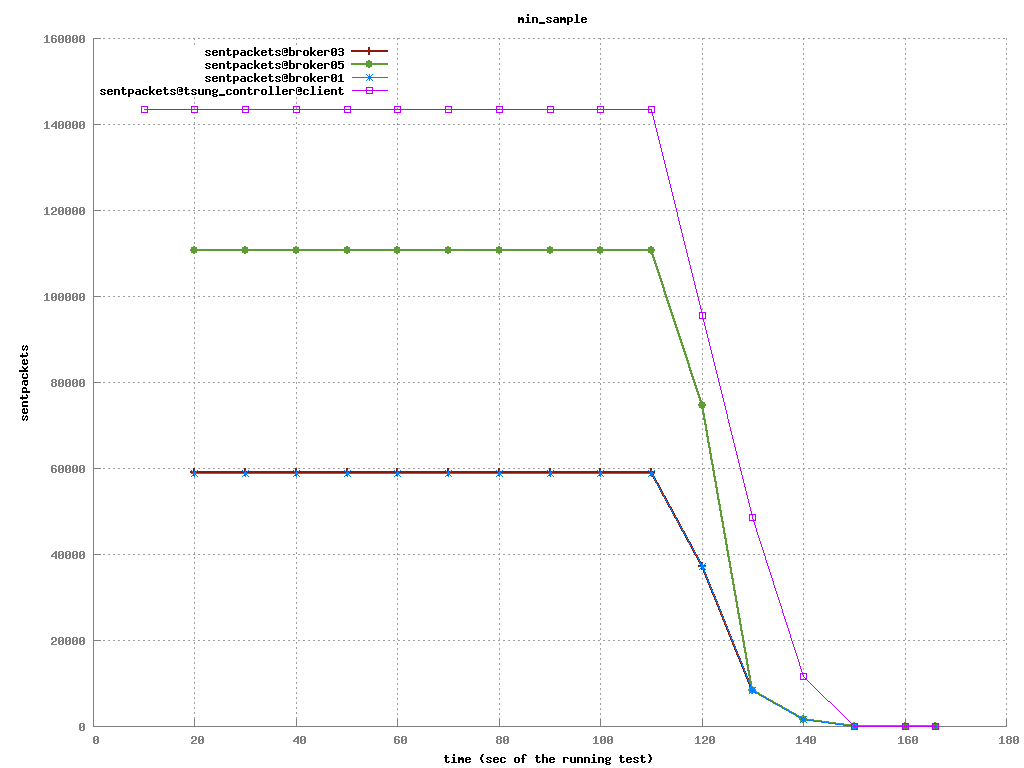 min_sample
160000
140000
120000
100000
80000
60000
40000
20000
0
sentpackets
sentpackets@broker03
sentpackets@broker05
sentpackets@broker01
sentpackets@tsung_controller@client
0 20 40 60 80 100 120 140 160 180
time (sec of the running test)